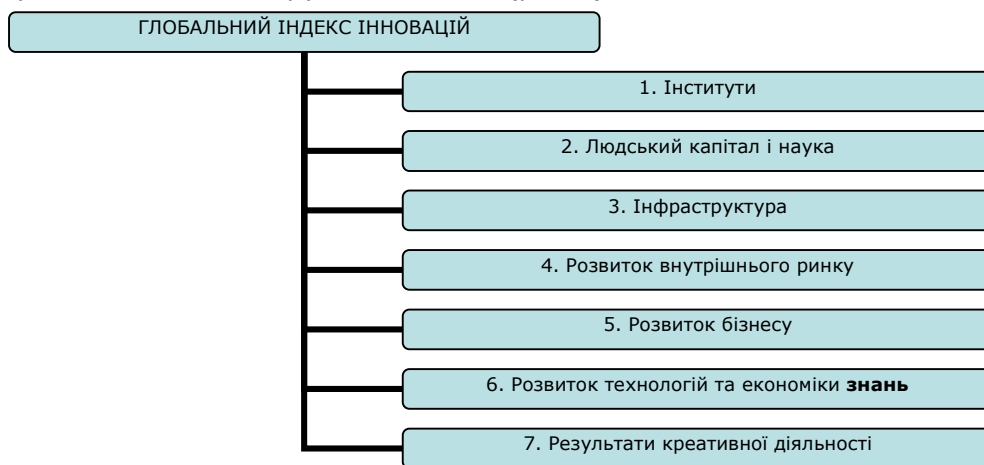 ГЛОБАЛЬНИЙ ІНДЕКС ІННОВАЦІЙ
1. Інститути
2. Людський капітал і наука
3. Інфраструктура
4. Розвиток внутрішнього ринку
5. Розвиток бізнесу
6. Розвиток технологій та економіки знань
7. Результати креативної діяльності